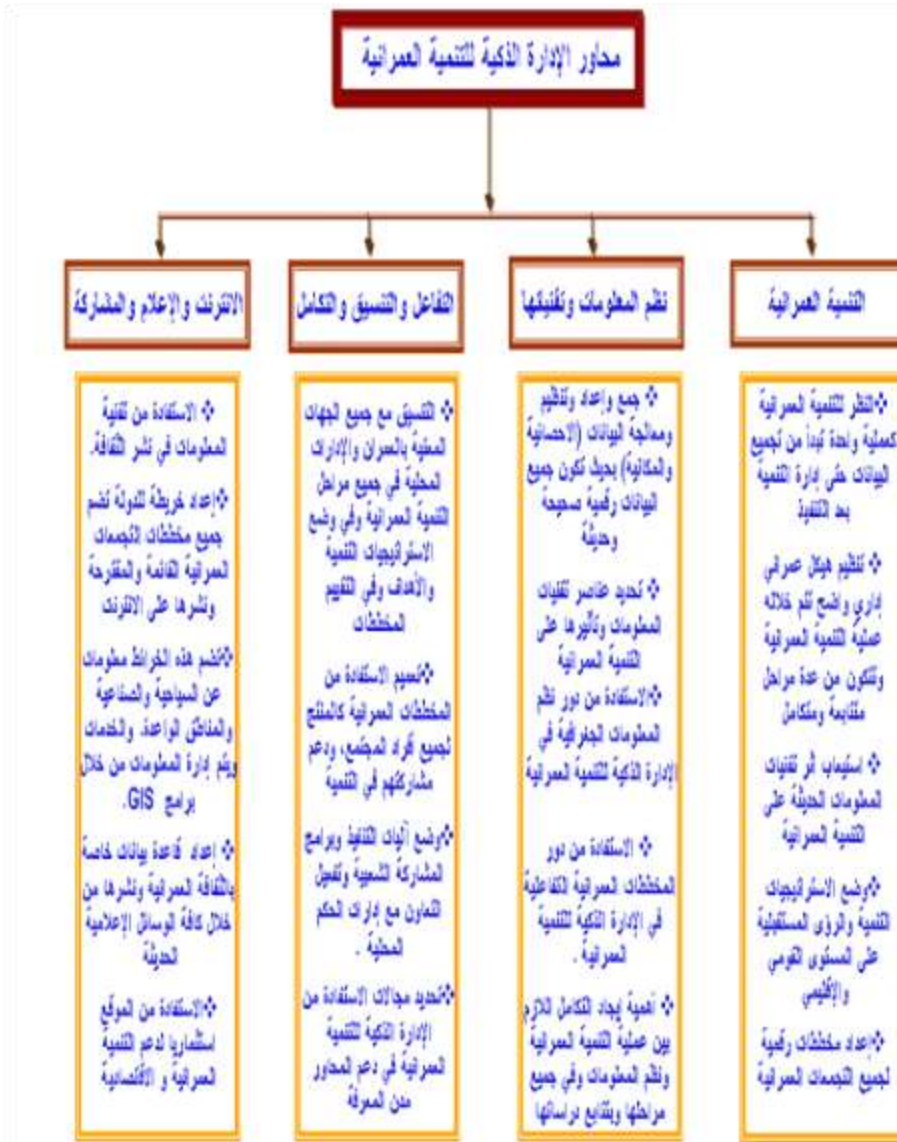 محاور الإدارة الذكية للتنمية العمرانية
التنمية العمرانية
❖النظر للتنمية العمرانية
كعملية واحدة تبدأ من تجميع
البيانات حتى إدارة التنمية
بعد التنفيذ
❖ تنظيم هيكل عمراني
إداري واضح تتم خلاله
عملية التنمية العمرانية
وتتكون من عدة مراحل
متتابعة ومتكامل
❖ إستيعاب أثر تقنيات
المعلومات الحديثة على
التنمية العمرانية
❖وضع الاستراتيجيات
التنمية والرؤى المستقبلية
على المستوى القومي
والإقليمي
❖إعداد مخططات رقمية
لجميع التجمعات العمرانية
نظم المعلومات وتقنياتها
❖ جمع وإعداد وتنظيم
ومعالجة البيانات (الاحصائية
والمكانية) بحيث تكون جميع
البيانات رقمية صحيحة
وحديثة
❖ تحديد عناصر تقنيات
المعلومات وتأثيرها على
التنمية العمرانية
❖الاستفادة من دور نظم
المعلومات الجغرافية في
الإدارة الذكية للتنمية العمرانية
❖ الاستفادة من دور
المخططات العمرانية التفاعلية
في الإدارة الذكية للتنمية
العمرانية .
❖ أهمية إيجاد التكامل اللازم
بين عملية التنمية العمرانية
ونظم المعلومات وفي جميع
مراحلها ويتتابع دراساتها
التفاعل والتنسيق والتكامل
❖ التنسيق مع جميع الجهات
المعنية بالعمران والإدارات
المحلية في جميع مراحل
التنمية العمرانية وفي وضع
الاستراتيجيات التنمية
والأهداف وفي التقييم
المخططات
❖تعميم الاستفادة من
المخططات العمرانية كالمنتج
لجميع أفراد المجتمع، ودعم
مشاركتهم في التنمية
❖وضع آليات التنفيذ وبرامج
المشاركة الشعبية وتفعيل
التعاون مع إدارات الحكم
المحلية .
❖تحديد مجالات الاستفادة من
الإدارة الذكية للتنمية
العمرانية في دعم المحاور
مدن المعرفة
الانترنت والإعلام والمشاركة
❖ الاستفادة من تقنية
المعلومات في نشر الثقافة.
❖إعداد خريطة للدولة تضم
جميع مخططات التجمعات
العمرانية القائمة والمقترحة
ونشرها على الانترنت
❖تضم هذه الخرائط معلومات
عن السياحية والصناعية
والمناطق الواعدة. والخدمات
ويتم إدارة المعلومات من خلال
برامج GIS.
❖ إعداد قاعدة بيانات خاصة
بالثقافة العمرانية ونشرها من
خلال كافة الوسائل الإعلامية
الحديثة
❖الاستفادة من الموقع
استثماريا لدعم التنمية
العمرانية و الاقتصادية